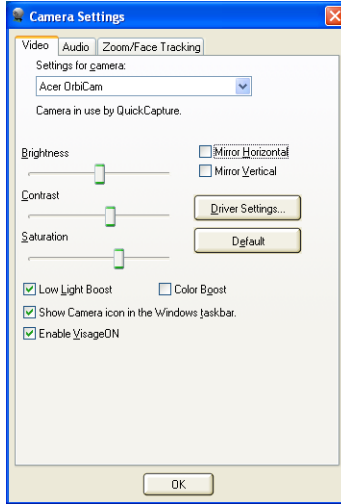 Camera Settings
Video Audio Zoom/Face Tracking
Settings for camera:
Acer OrbiCam
Camera in use by QuickCapture.
Brightness
Mirror Horizontal
Mirror Vertical
Contrast
Driver Settings...
Saturation
Default
Low Light Boost Color Boost
Show Camera icon in the Windows taskbar.
Enable VisageON
OK